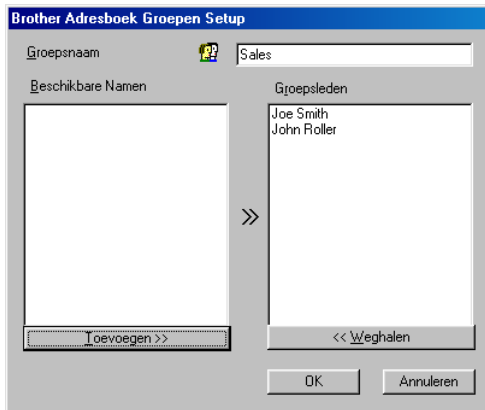 Brother Adresboek Groepen Setup
Groepsnaam
Sales
Beschikbare Namen
Groepsleden
Joe Smith
John Roller
>>
Toevoegen >>
<< Weghalen
OK
Annuleren